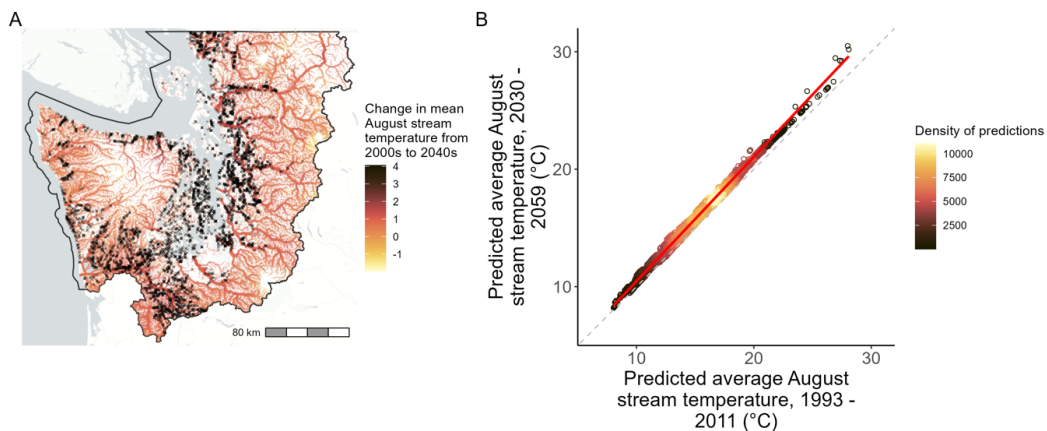 A
Change in mean
August stream
temperature from
2000s to 2040s
4
3
2
1
0
-1
80 km
B
Predicted average August
stream temperature, 2030 -
2059 (°C)
30
20
10
10
20
30
Predicted average August
stream temperature, 1993 -
2011 (°C)
Density of predictions
10000
7500
5000
2500